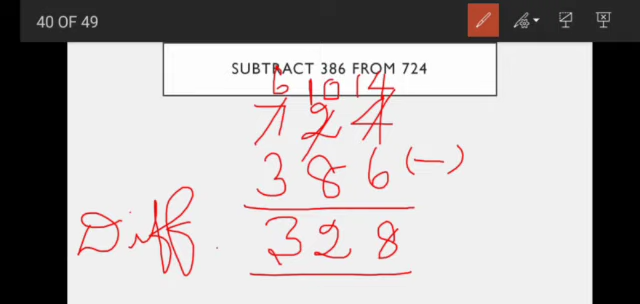 40 OF 49
SUBTRACT 386 FROM 724
6 10 14
7 2 4
3 8 6 (-)
Diff. 3 2 8